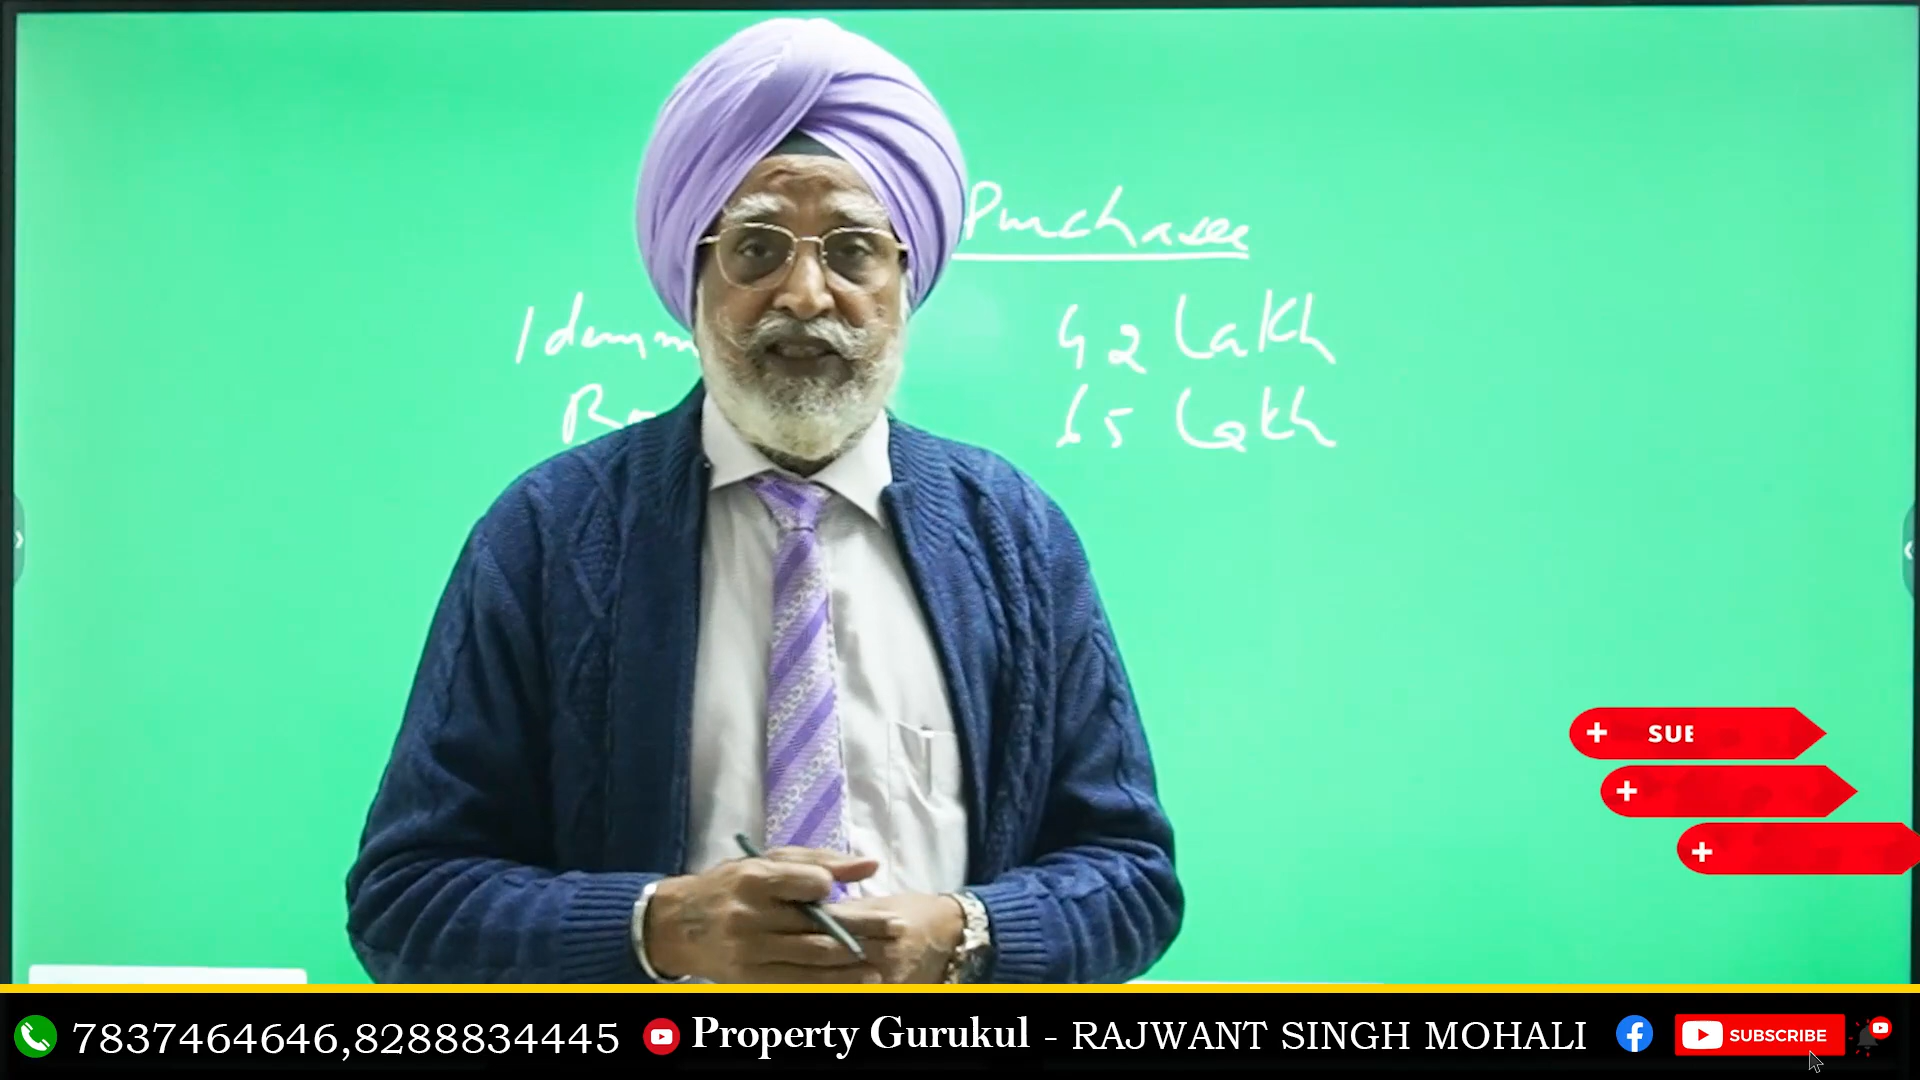 Purchase
42 Lakh
65 Lakh
+ SUB
+
+
7837464646,8288834445 Property Gurukul - RAJWANT SINGH MOHALI SUBSCRIBE